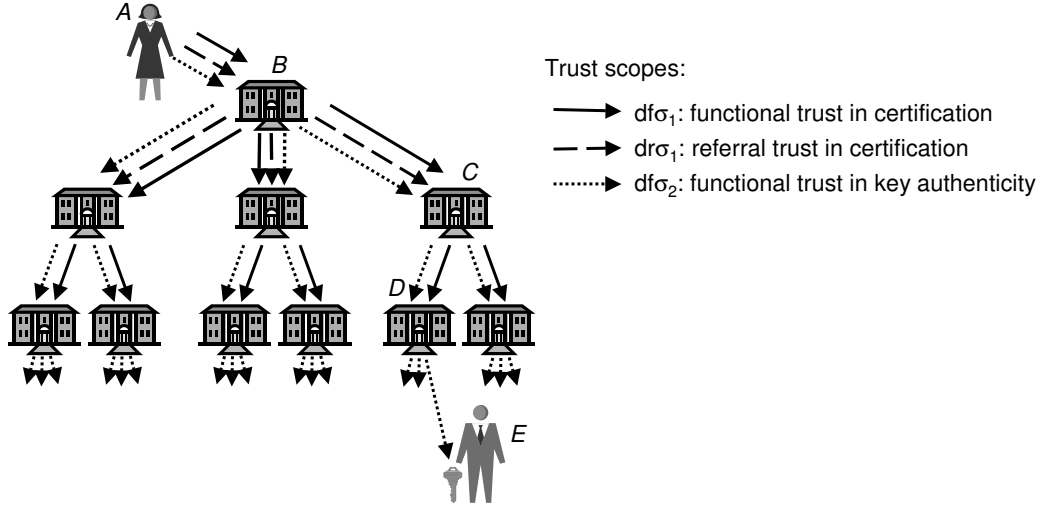 A
B
Trust scopes:
dfσ₁: functional trust in certification
drσ₁: referral trust in certification
C
dfσ₂: functional trust in key authenticity
D
E